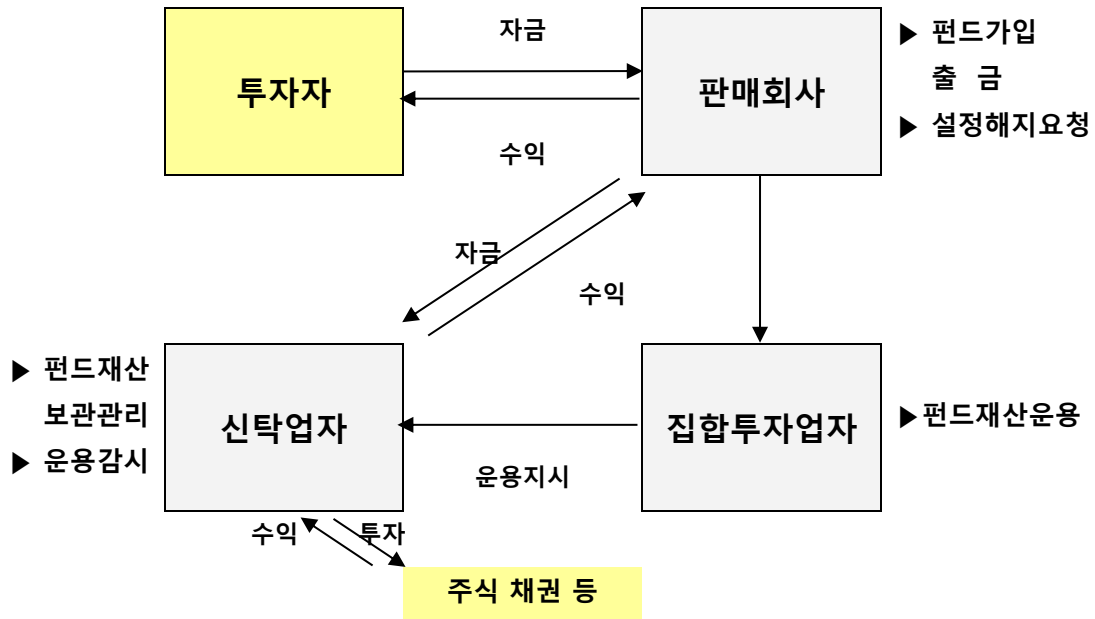 자금
투자자
판매회사
▶ 펀드가입
출 금
▶ 설정해지요청
수익
자금
수익
▶ 펀드재산
보관관리
▶ 운용감시
신탁업자
집합투자업자
▶펀드재산운용
운용지시
수익
투자
주식 채권 등